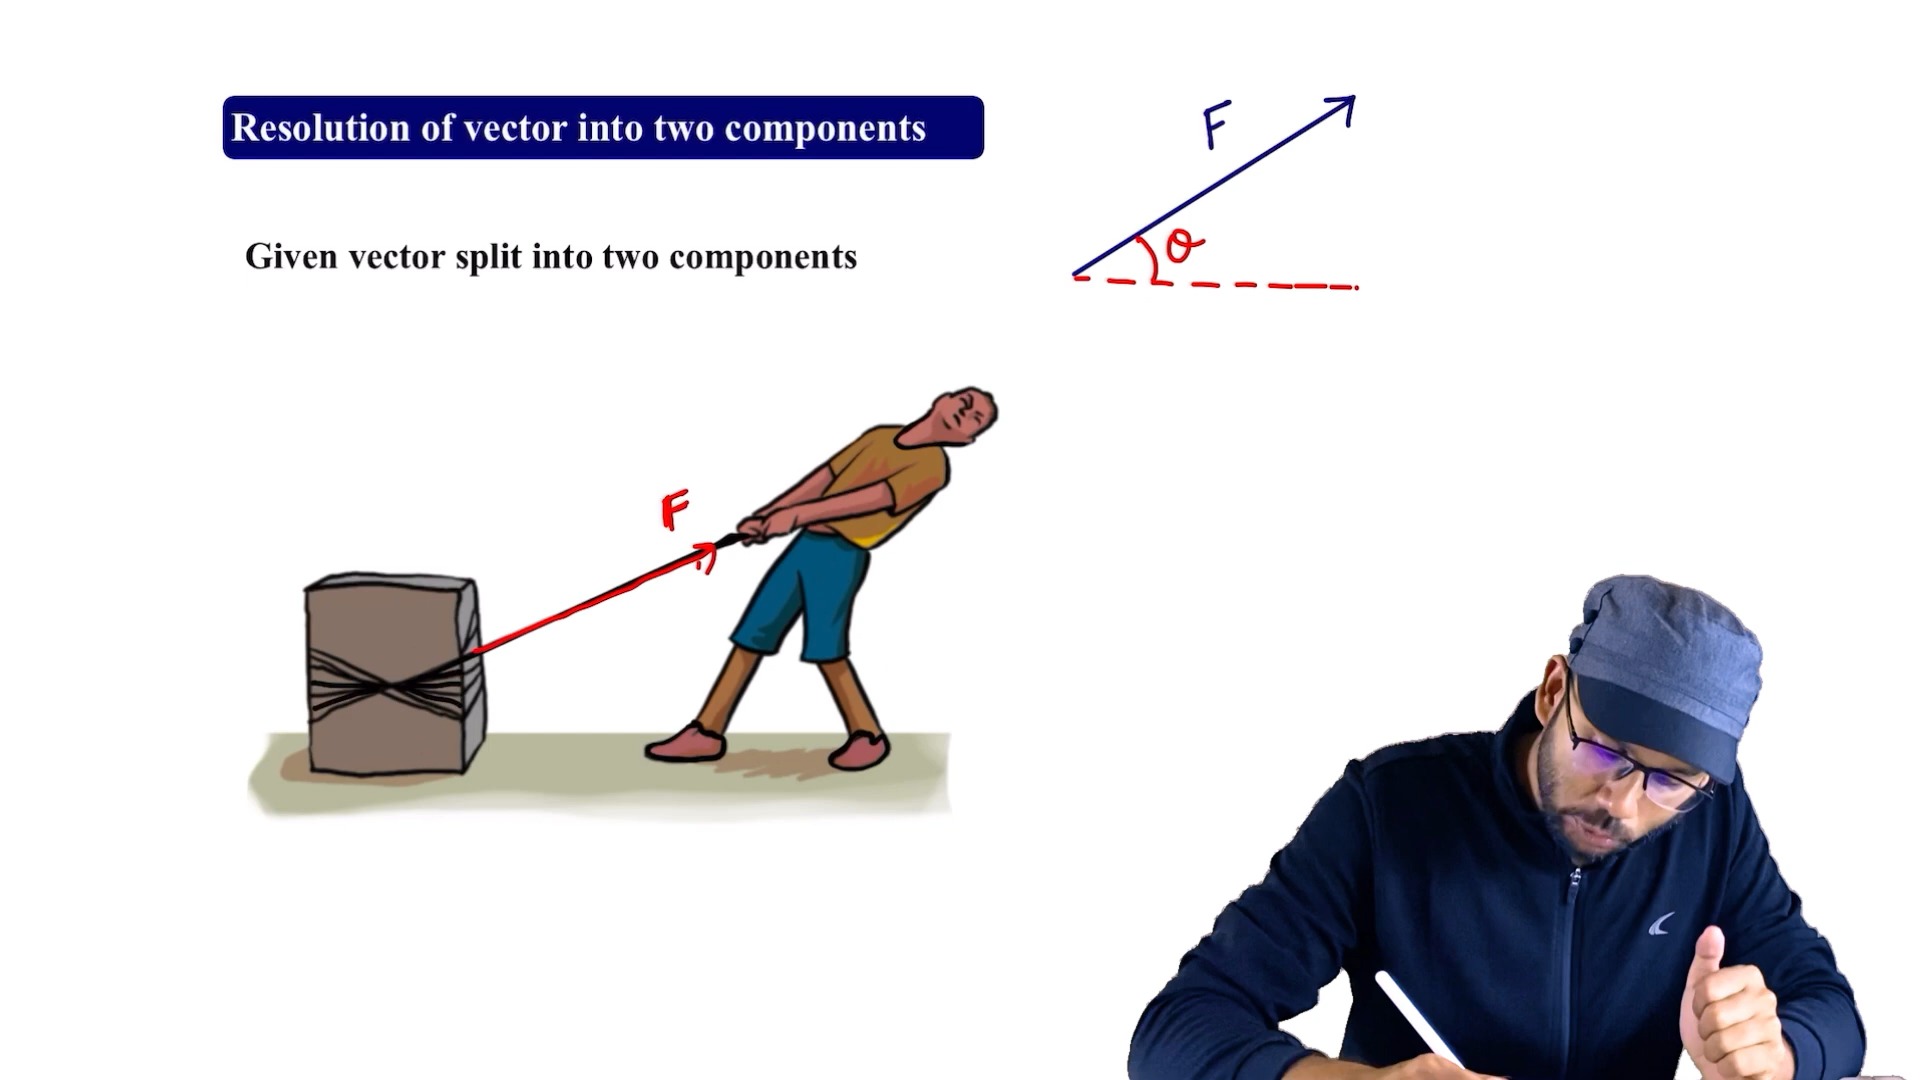 Resolution of vector into two components
F
θ
Given vector split into two components
F